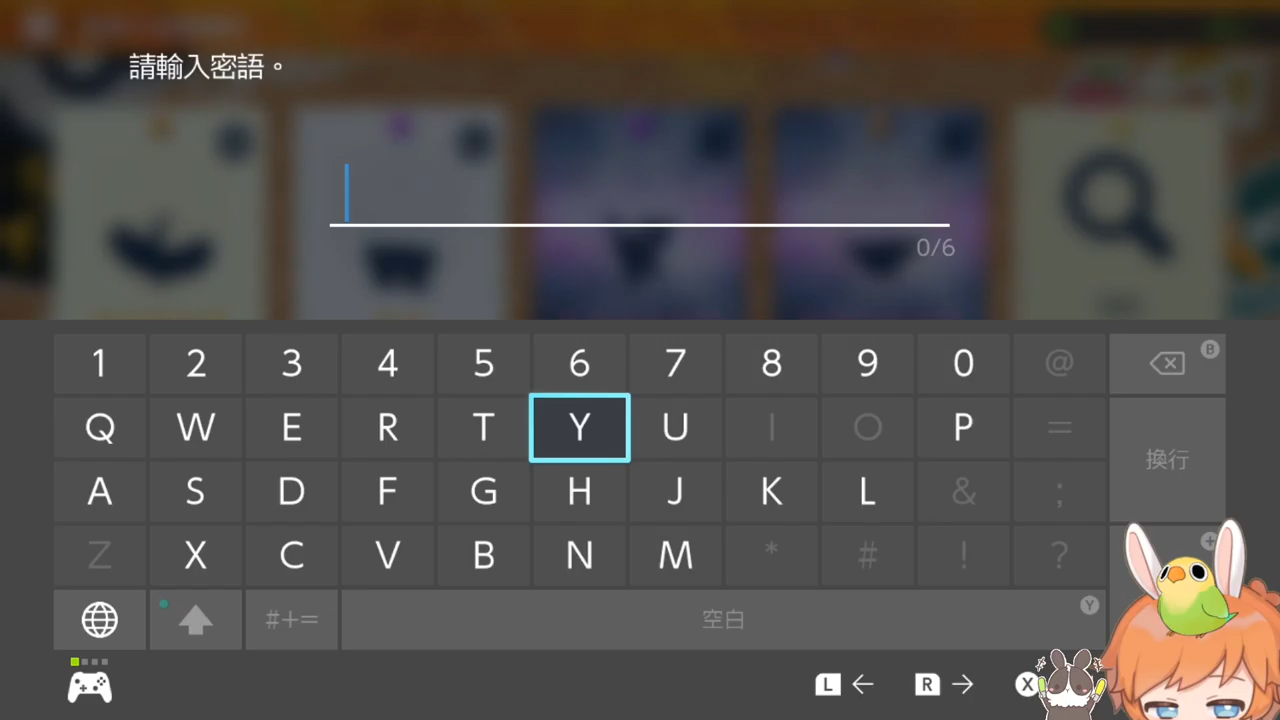 請輸入密語。
0/6
1 2 3 4 5 6 7 8 9 0 @ B
Q W E R T Y U I O P = 換行
A S D F G H J K L & ;
Z X C V B N M * # ! ? +
#+= 空白 Y
L ← R → X